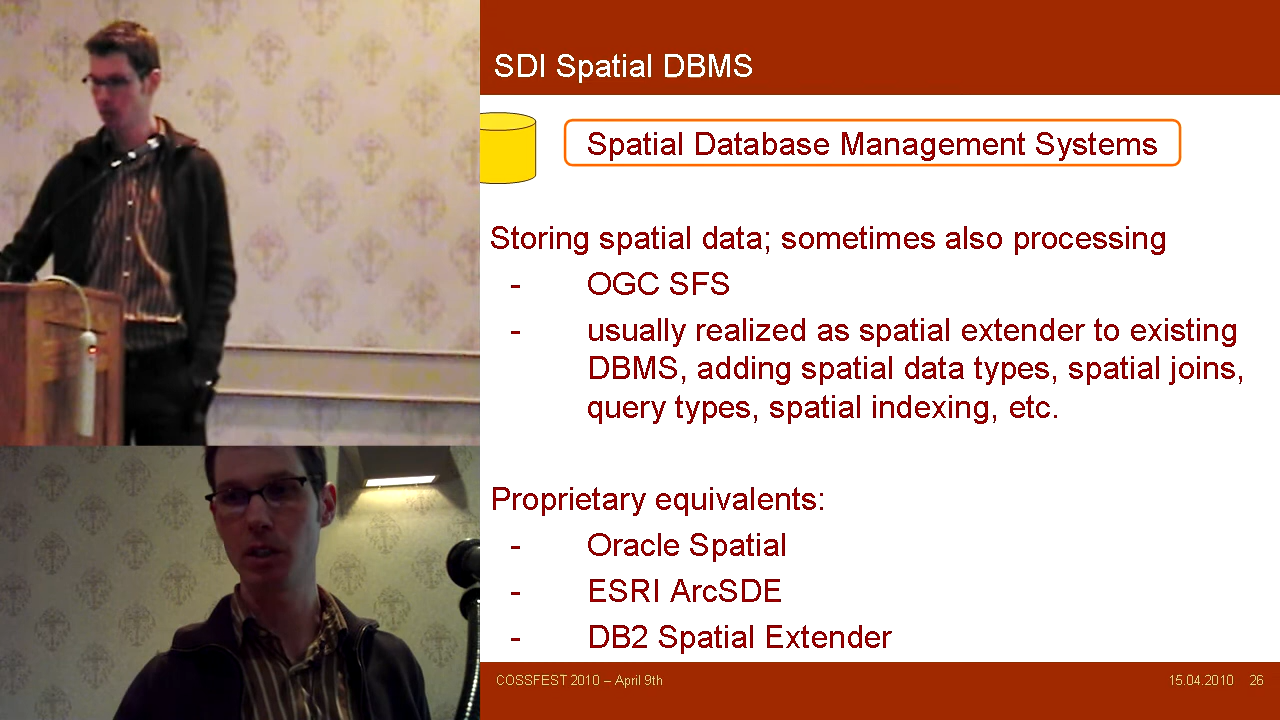 SDI Spatial DBMS
Spatial Database Management Systems
Storing spatial data; sometimes also processing
- OGC SFS
- usually realized as spatial extender to existing
DBMS, adding spatial data types, spatial joins,
query types, spatial indexing, etc.
Proprietary equivalents:
- Oracle Spatial
- ESRI ArcSDE
- DB2 Spatial Extender
COSSFEST 2010 – April 9th
15.04.2010 26